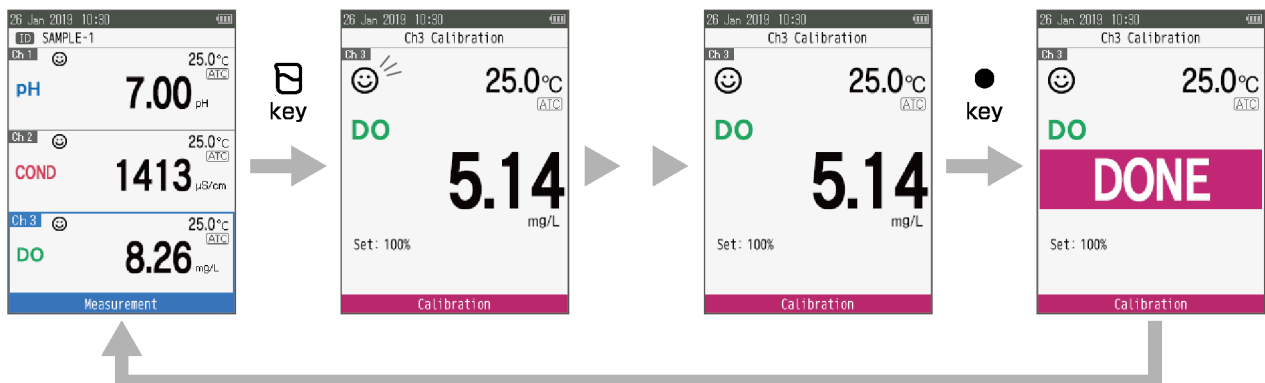 26 Jan 2019 10:30
ID SAMPLE-1
Ch 1 25.0°C
ATC
pH 7.00 pH
Ch 2 25.0°C
ATC
COND 1413 µS/cm
Ch 3 25.0°C
ATC
DO 8.26 mg/L
Measurement
key
26 Jan 2019 10:30
Ch3 Calibration
Ch 3
25.0°C
ATC
DO
5.14
mg/L
Set: 100%
Calibration
26 Jan 2019 10:30
Ch3 Calibration
Ch 3
25.0°C
ATC
DO
5.14
mg/L
Set: 100%
Calibration
key
26 Jan 2019 10:30
Ch3 Calibration
Ch 3
25.0°C
ATC
DO
DONE
Set: 100%
Calibration